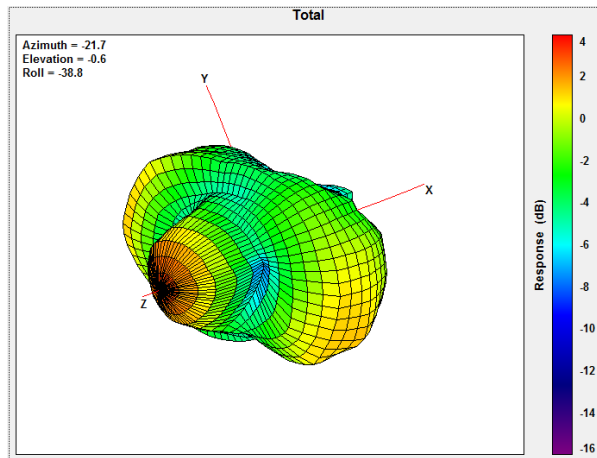 Total
Azimuth = -21.7
Elevation = -0.6
Roll = -38.8
Y
X
Z
4
2
0
-2
-4
-6
-8
-10
-12
-14
-16
Response (dB)